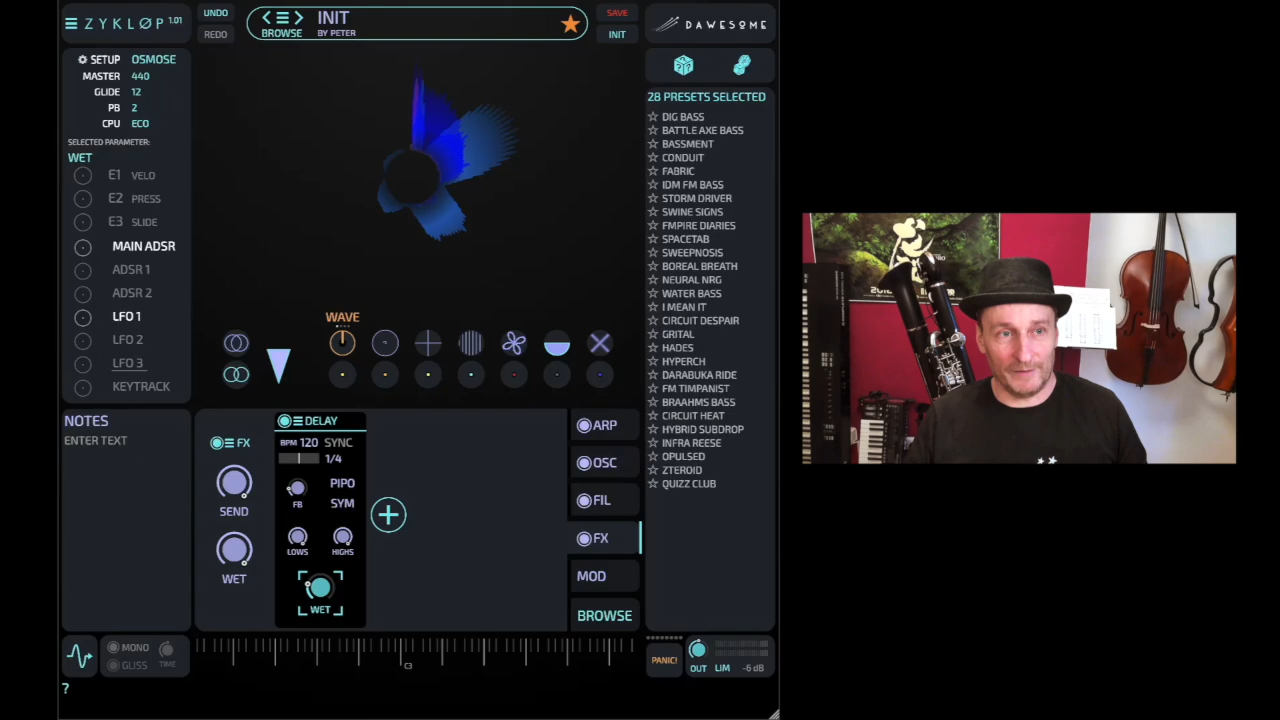 ZYKLOP 1.01
UNDO
REDO
BROWSE
INIT
BY PETER
SAVE
INIT
DAWESOME
SETUP OSMOSE
MASTER 440
GLIDE 12
PB 2
CPU ECO
SELECTED PARAMETER:
WET
E1 VELO
E2 PRESS
E3 SLIDE
MAIN ADSR
ADSR 1
ADSR 2
LFO 1
LFO 2
LFO 3
KEYTRACK
WAVE
28 PRESETS SELECTED
DIG BASS
BATTLE AXE BASS
BASSMENT
CONDUIT
FABRIC
IDM FM BASS
STORM DRIVER
SWINE SIGNS
FMPIRE DIARIES
SPACETAB
SWEEPNOSIS
BOREAL BREATH
NEURAL NRG
WATER BASS
I MEAN IT
CIRCUIT DESPAIR
GRITAL
HADES
HYPERCH
DARABUKA RIDE
FM TIMPANIST
BRAAHMS BASS
CIRCUIT HEAT
HYBRID SUBDROP
INFRA REESE
OPULSED
ZTEROID
QUIZZ CLUB
NOTES
ENTER TEXT
FX
SEND
WET
DELAY
BPM 120 SYNC
1/4
PIPO
FB
SYM
LOWS HIGHS
WET
ARP
OSC
FIL
FX
MOD
BROWSE
MONO
GLISS
TIME
C3
PANIC!
OUT LIM -6 dB
?